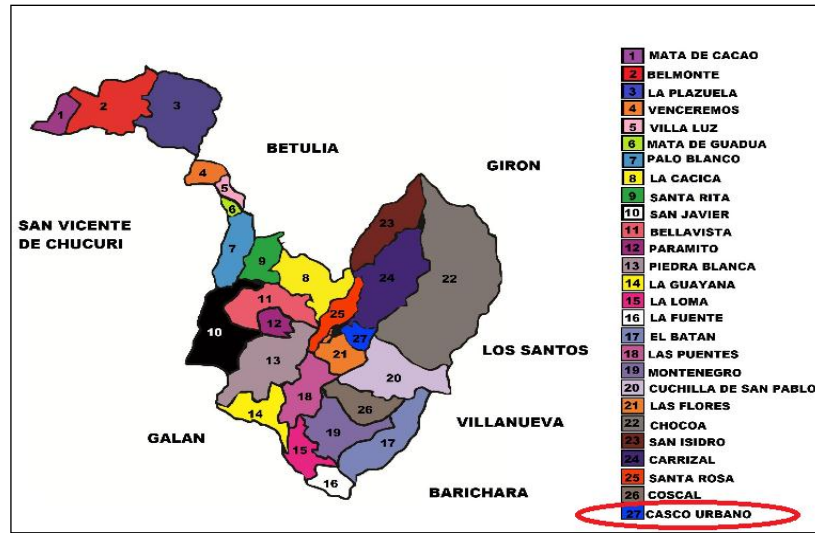 1 MATA DE CACAO
2 BELMONTE
3 LA PLAZUELA
4 VENCEREMOS
5 VILLA LUZ
6 MATA DE GUADUA
7 PALO BLANCO
8 LA CACICA
9 SANTA RITA
10 SAN JAVIER
11 BELLAVISTA
12 PARAMITO
13 PIEDRA BLANCA
14 LA GUAYANA
15 LA LOMA
16 LA FUENTE
17 EL BATAN
18 LAS PUENTES
19 MONTENEGRO
20 CUCHILLA DE SAN PABLO
21 LAS FLORES
22 CHOCOA
23 SAN ISIDRO
24 CARRIZAL
25 SANTA ROSA
26 COSCAL
27 CASCO URBANO
BETULIA
GIRON
SAN VICENTE
DE CHUCURI
LOS SANTOS
VILLANUEVA
GALAN
BARICHARA
1
2
3
4
5
6
7
23
24
22
9
8
11
25
12
10
27
21
13
20
18
26
14
19
17
15
16